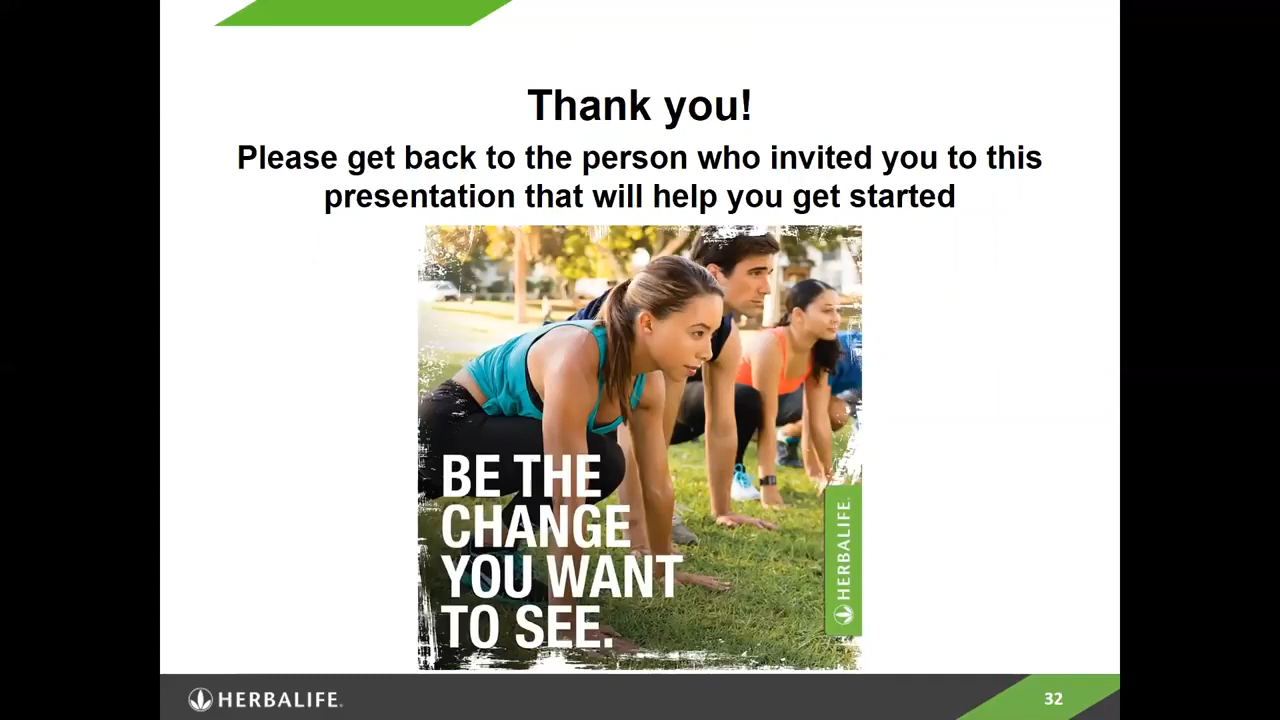 Thank you!
Please get back to the person who invited you to this
presentation that will help you get started
BE THE
CHANGE
YOU WANT
TO SEE.
HERBALIFE.
HERBALIFE.
32